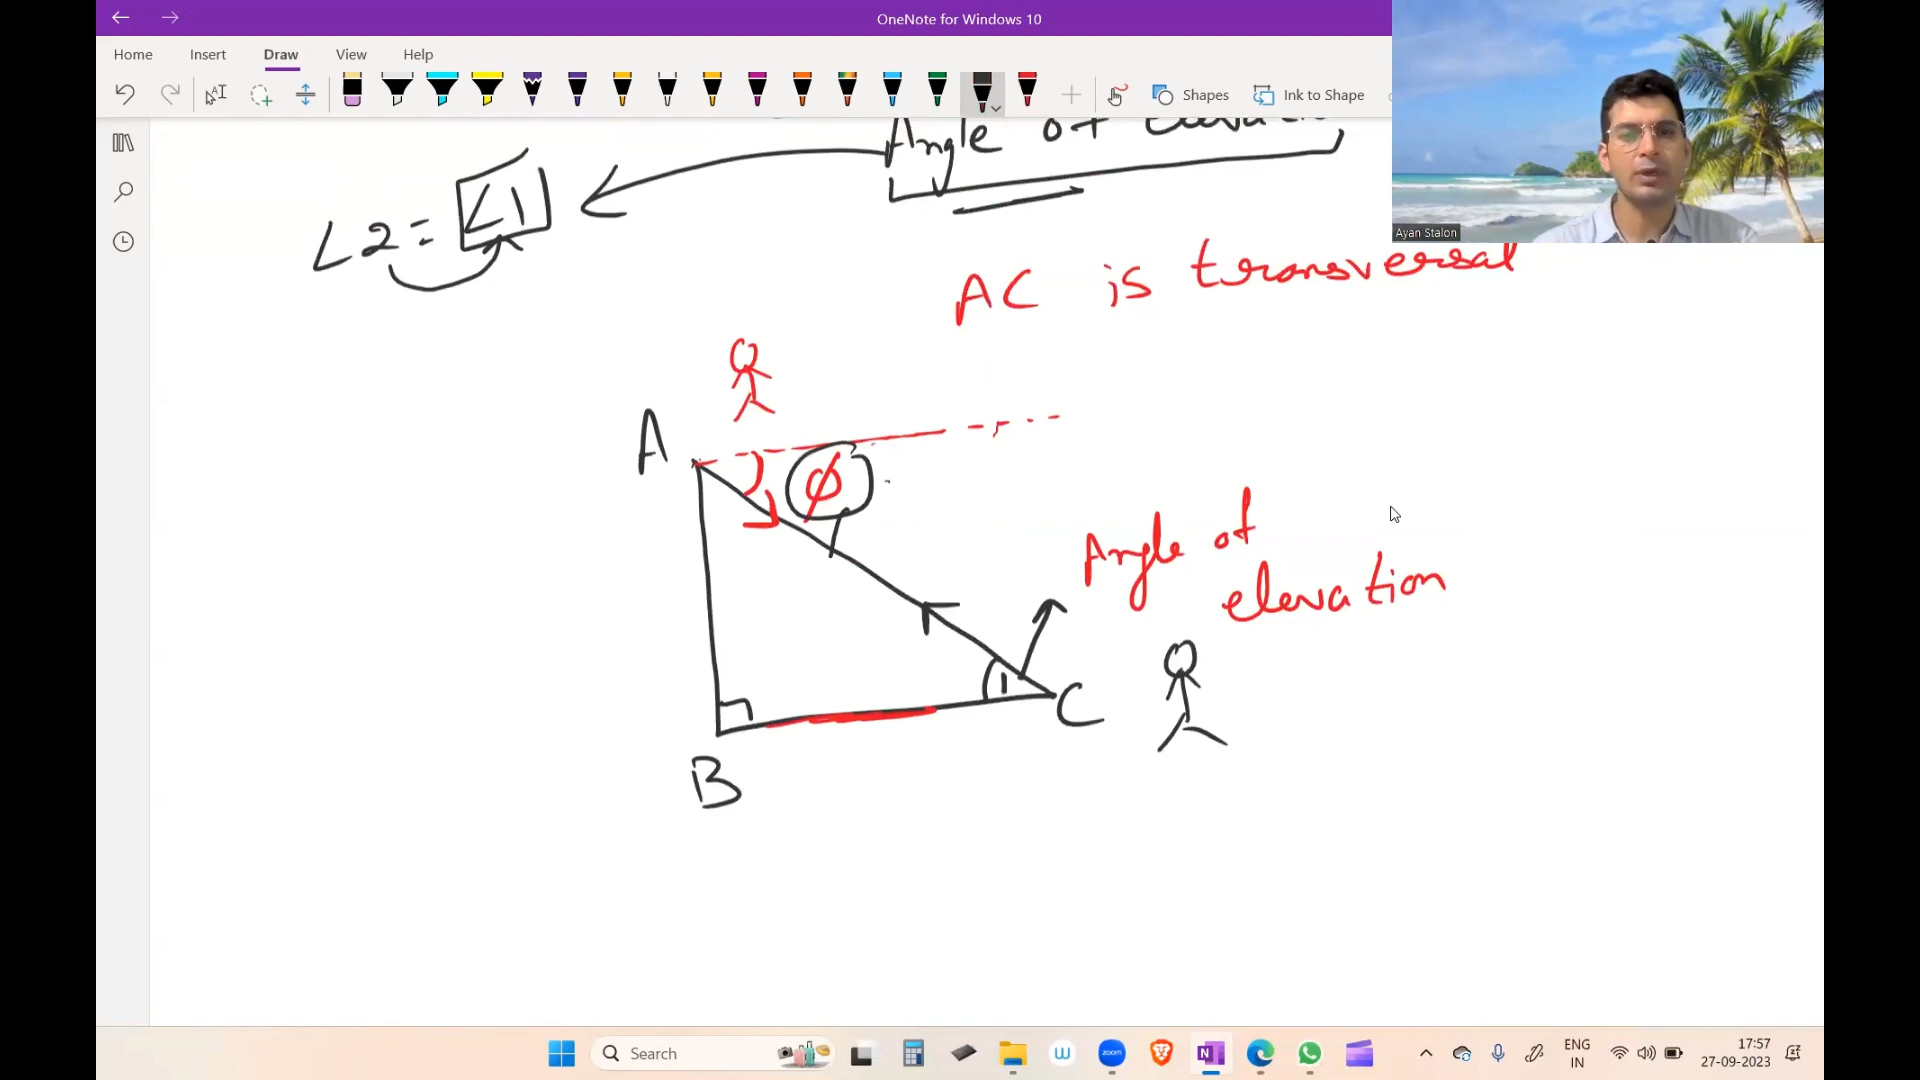 OneNote for Windows 10
Home Insert Draw View Help
Shapes
Ink to Shape
Angle of
∠2 = ∠1
Ayan Stalon
AC is transversal
A
ϕ
Angle of
elevation
1
C
B
Search
zoom
ENG
IN
17:57
27-09-2023